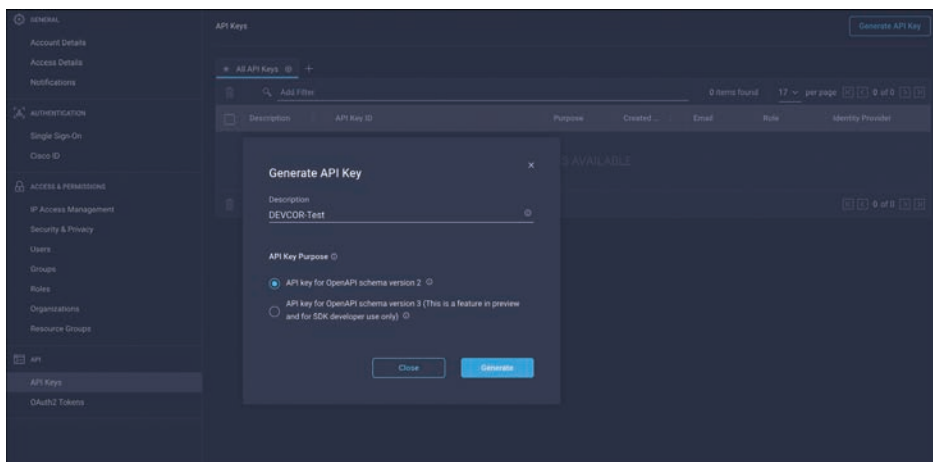 GENERAL
Account Details
Access Details
Notifications
AUTHENTICATION
Single Sign-On
Cisco ID
ACCESS & PERMISSIONS
IP Access Management
Security & Privacy
Users
Groups
Roles
Organizations
Resource Groups
API
API Keys
OAuth2 Tokens
API Keys
Generate API Key
All API Keys
Add Filter
0 items found 17 per page 0 of 0
Description API Key ID Purpose Created ... Email Role Identity Provider
S AVAILABLE
0 of 0
Generate API Key
Description
DEVCOR-Test
API Key Purpose
API key for OpenAPI schema version 2
API key for OpenAPI schema version 3 (This is a feature in preview
and for SDK developer use only)
Close
Generate